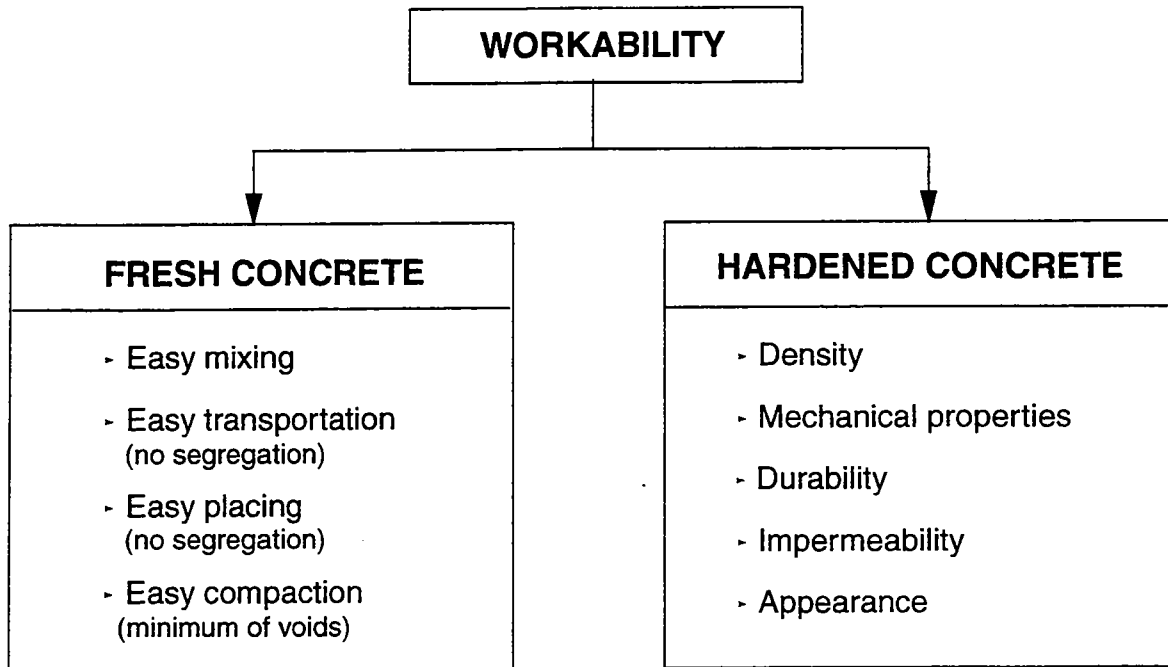 WORKABILITY
FRESH CONCRETE
- Easy mixing
- Easy transportation
(no segregation)
- Easy placing
(no segregation)
- Easy compaction
(minimum of voids)
HARDENED CONCRETE
- Density
- Mechanical properties
- Durability
- Impermeability
- Appearance